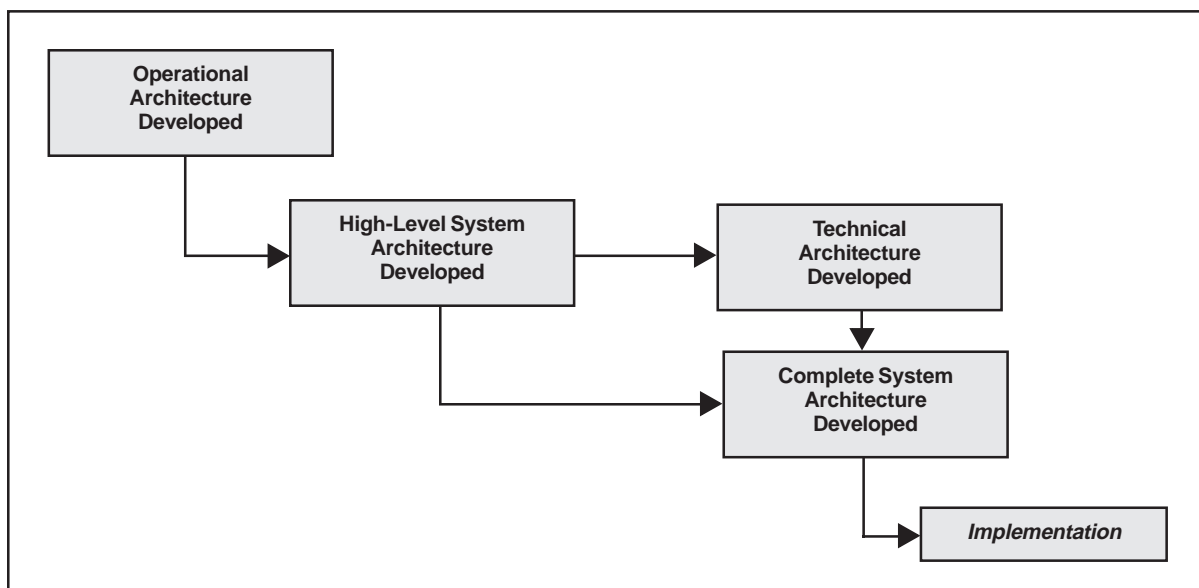 Operational
Architecture
Developed
High-Level System
Architecture
Developed
Technical
Architecture
Developed
Complete System
Architecture
Developed
Implementation